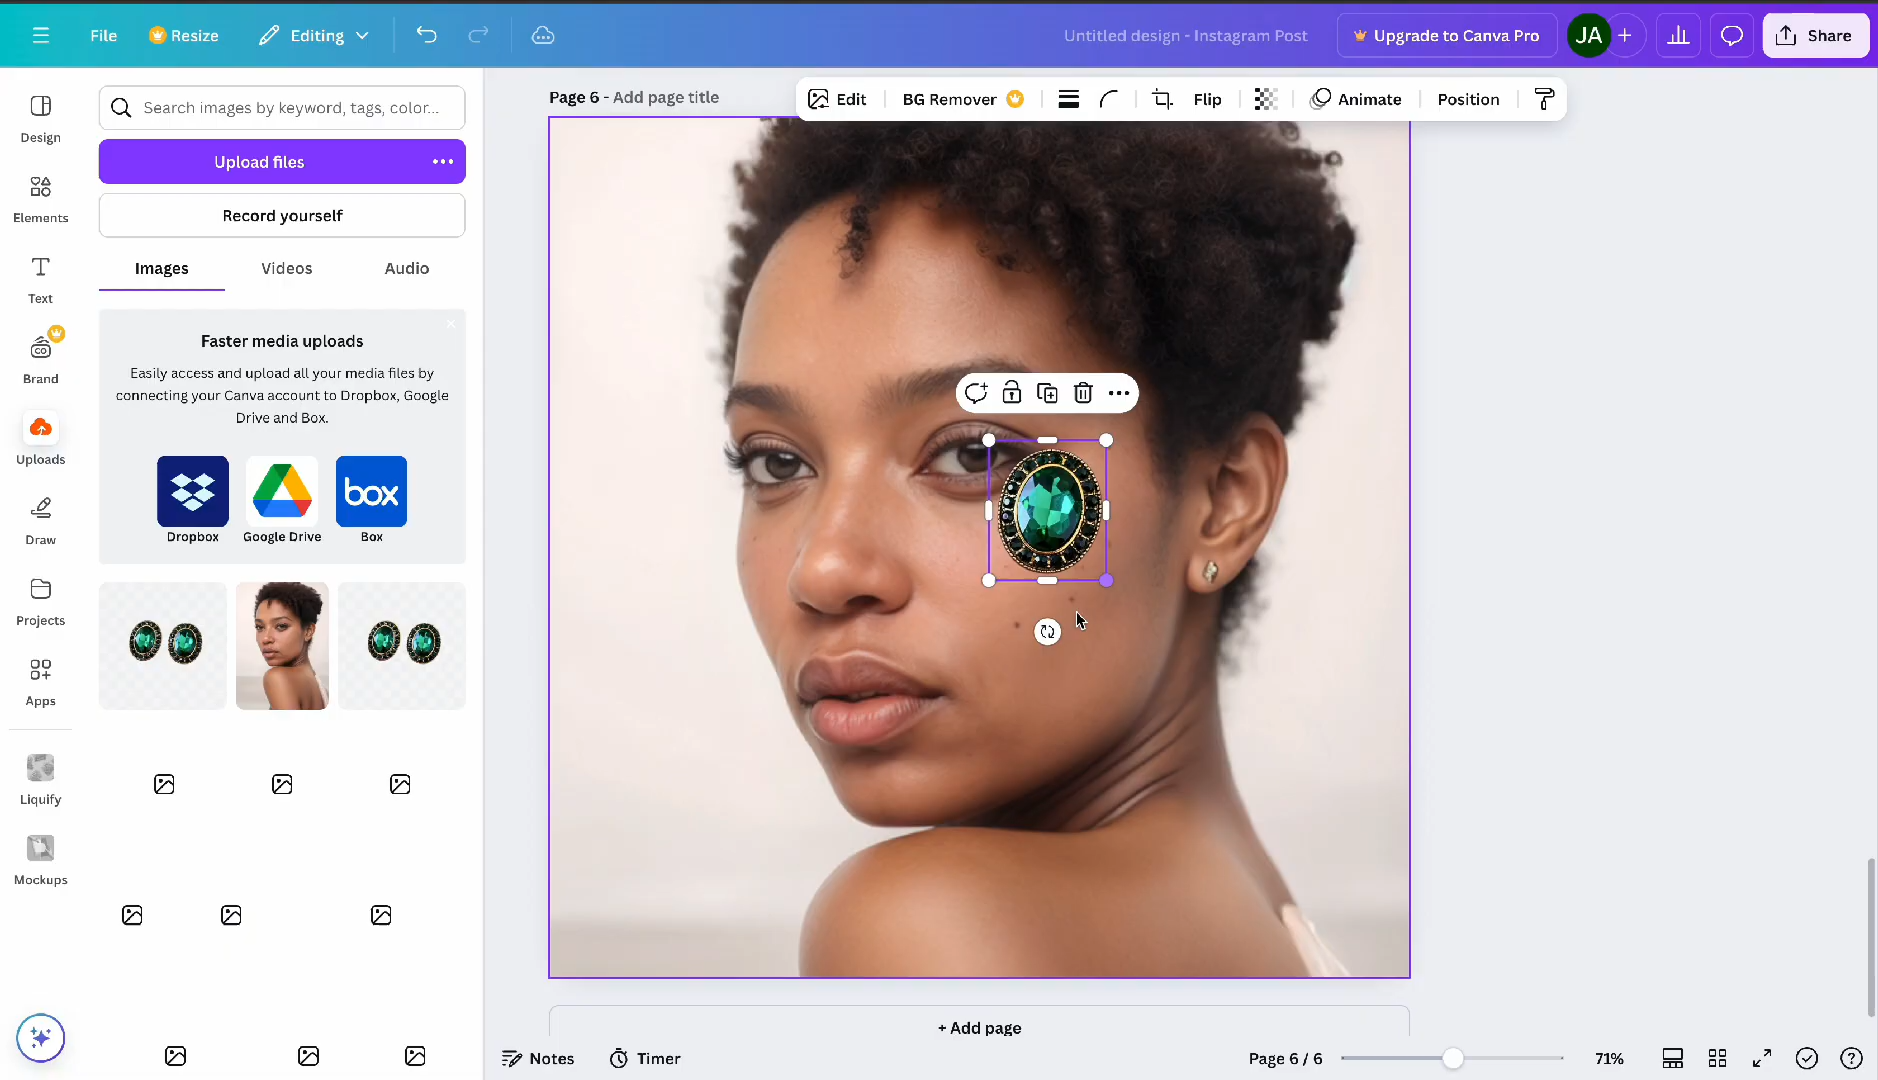 File
Resize
Editing
Untitled design - Instagram Post
Upgrade to Canva Pro
JA
Share
Design
Elements
Text
Brand
Uploads
Draw
Projects
Apps
Liquify
Mockups
Search images by keyword, tags, color...
Upload files
Record yourself
Images
Videos
Audio
Faster media uploads
Easily access and upload all your media files by
connecting your Canva account to Dropbox, Google
Drive and Box.
box
Dropbox
Google Drive
Box
Page 6 - Add page title
Edit
BG Remover
Flip
Animate
Position
+ Add page
Notes
Timer
Page 6 / 6
71%